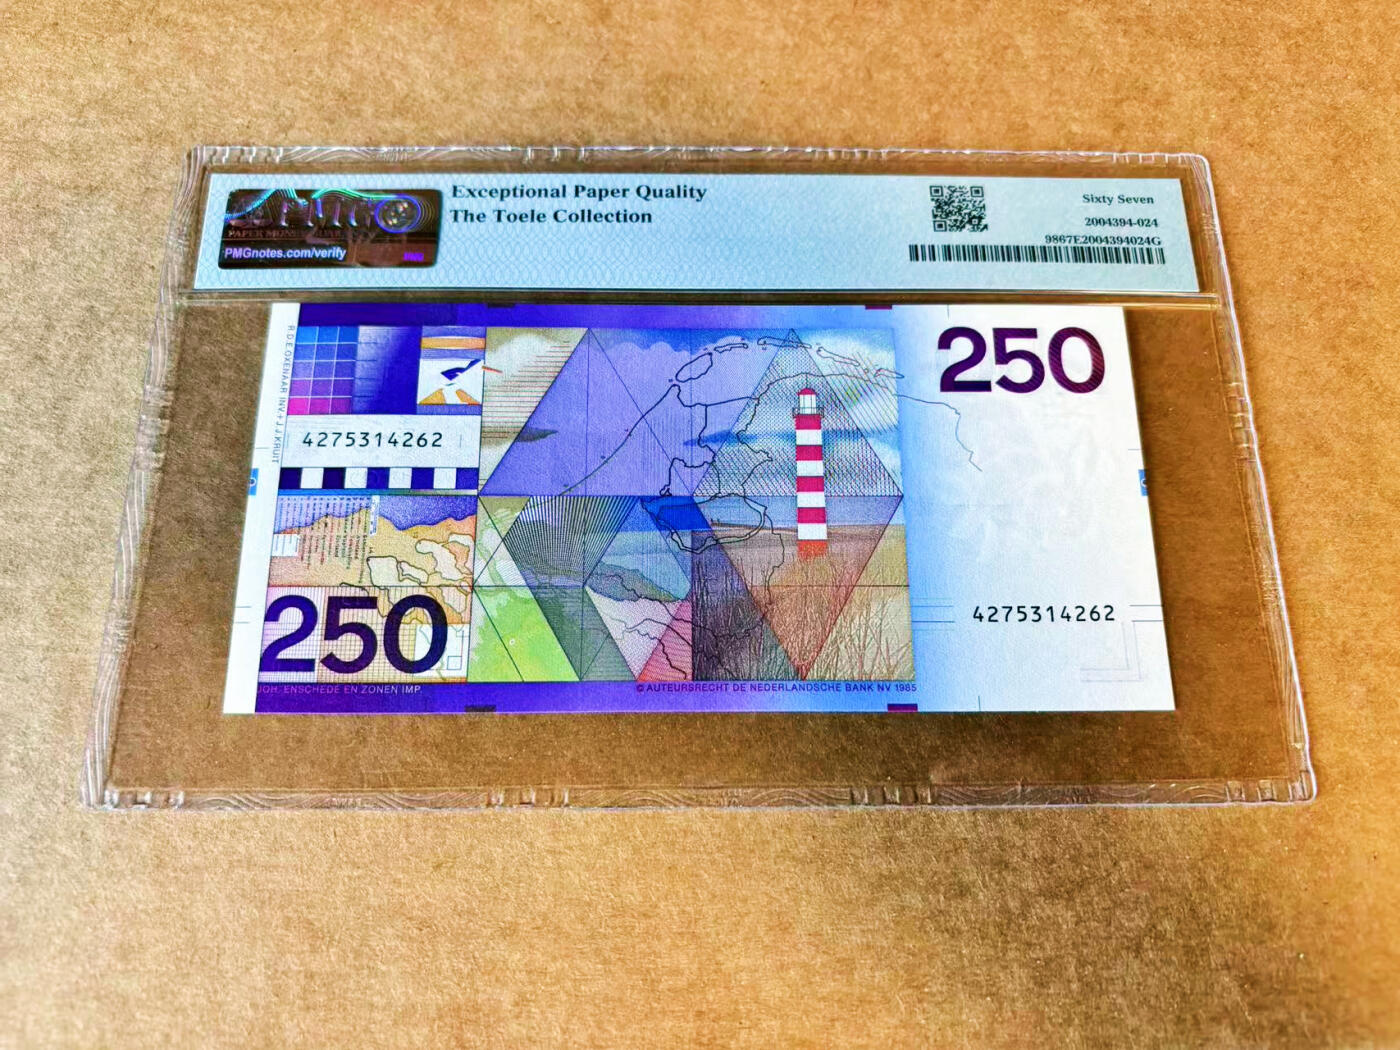 PMG
PAPER MONEY GUARANTY
PMGnotes.com/verify
Exceptional Paper Quality
The Toele Collection
Sixty Seven
2004394-024
9867E2004394024G
R.D.E. OXENAAR INV. + J.J. KRUIT
250
4275314262
250
4275314262
JOH. ENSCHEDE EN ZONEN IMP.
© AUTEURSRECHT DE NEDERLANDSCHE BANK NV 1985